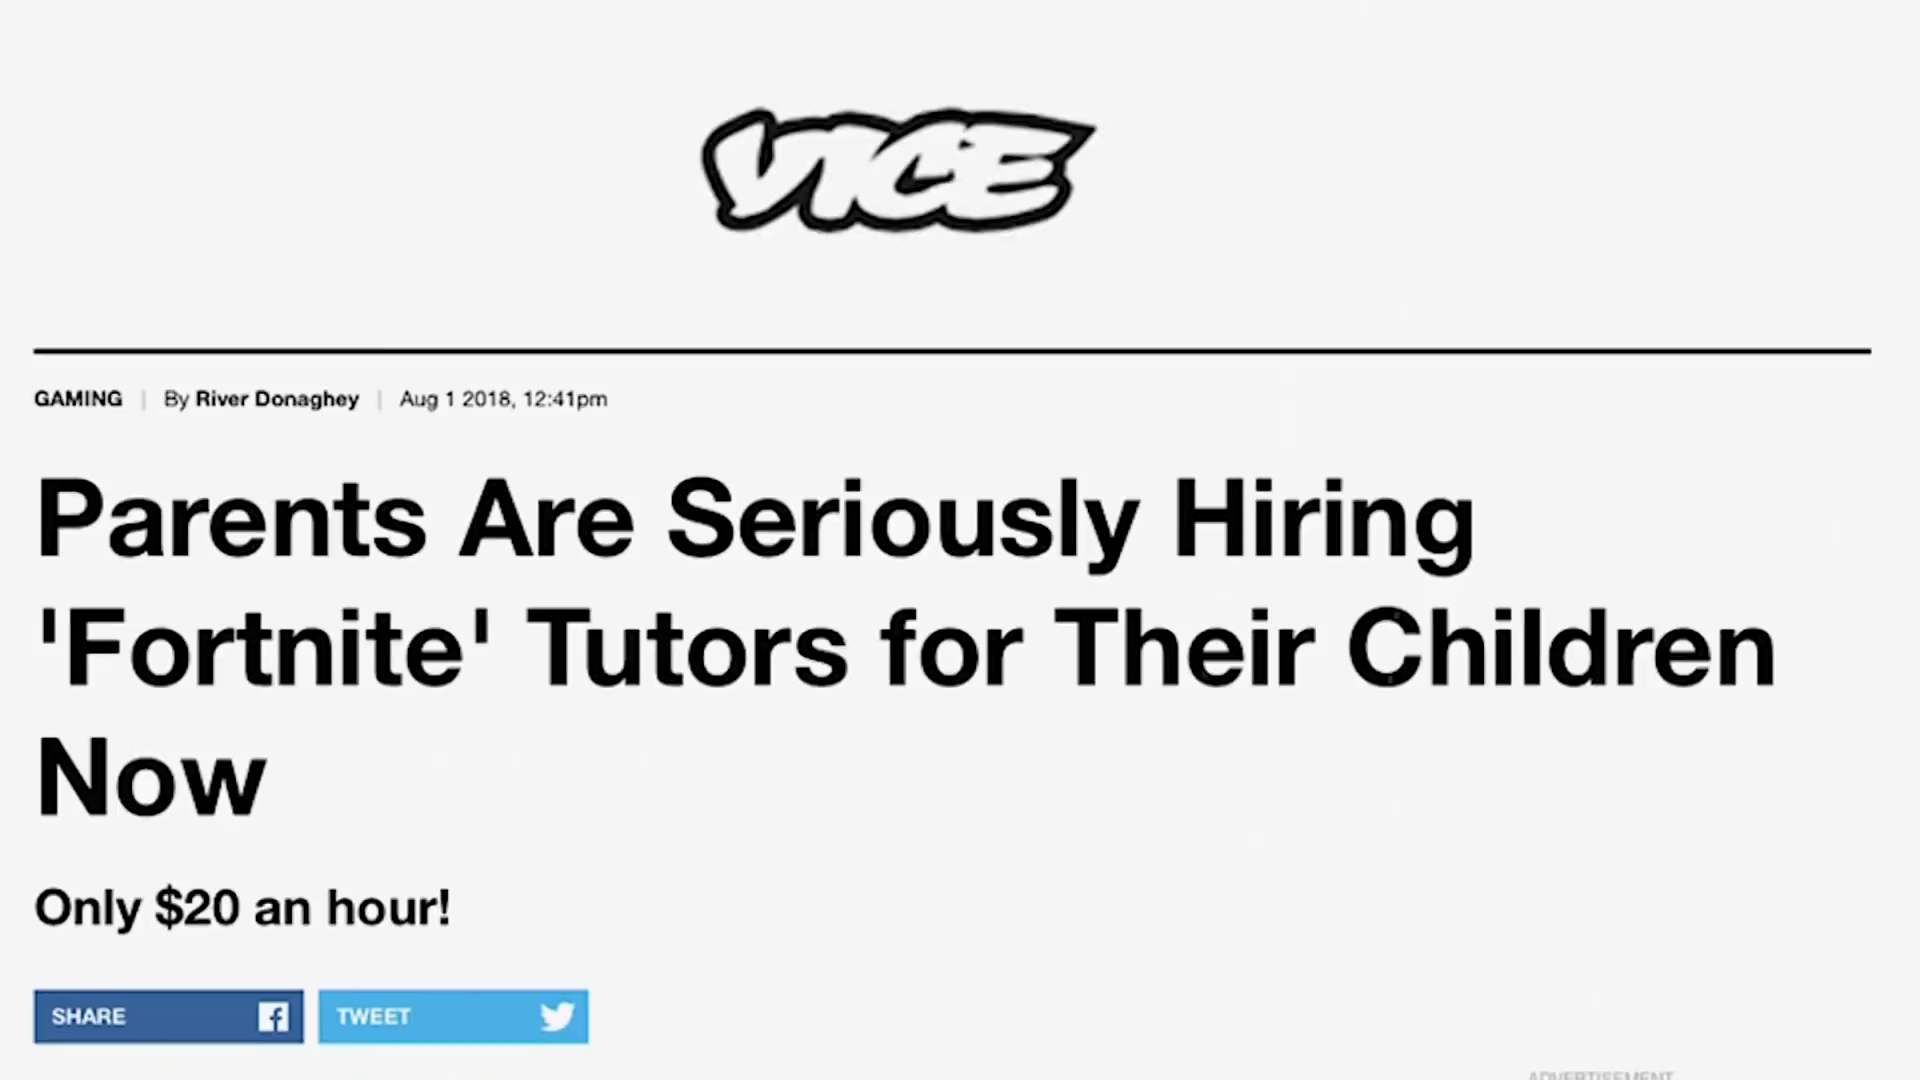 VICE
GAMING | By River Donaghey | Aug 1 2018, 12:41pm
Parents Are Seriously Hiring
'Fortnite' Tutors for Their Children
Now
Only $20 an hour!
SHARE TWEET
ADVERTISEMENT